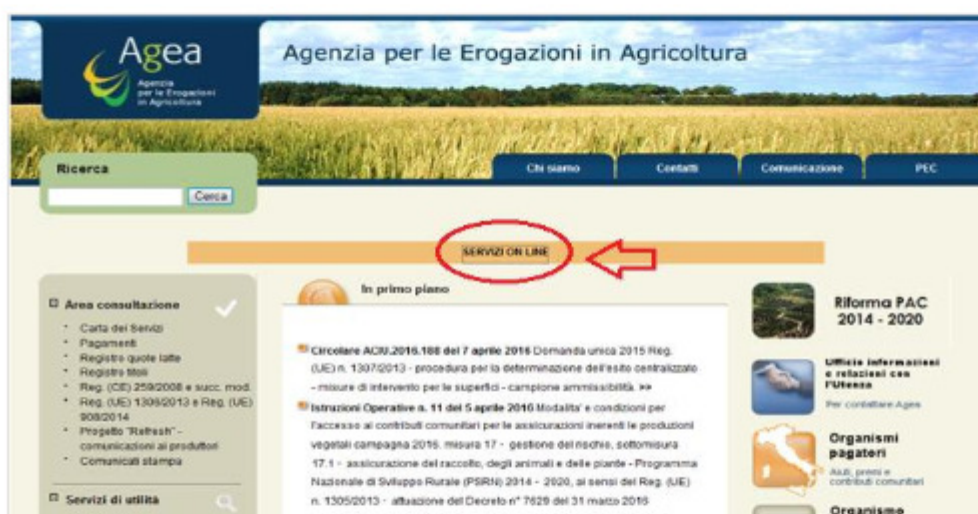 Agea
Agenzia
per le Erogazioni
in Agricoltura
Agenzia per le Erogazioni in Agricoltura
Ricerca
Cerca
Chi siamo
Contatti
Comunicazione
PEC
SERVIZI ON LINE
Area consultazione
Carta dei Servizi
Pagamenti
Registro quote latte
Registro titoli
Reg. (CE) 259/2008 e succ. mod.
Reg. (UE) 1306/2013 e Reg. (UE)
908/2014
Progetto "Refresh" -
comunicazioni ai produttori
Comunicati stampa
Servizi di utilità
In primo piano
Circolare ACIU.2016.188 del 7 aprile 2016 Domanda unica 2015 Reg.
(UE) n. 1307/2013 - procedura per la determinazione dell'esito centralizzato
- misure di intervento per le superfici - campione ammissibilità. >>
Istruzioni Operative n. 11 del 5 aprile 2016 Modalita' e condizioni per
l'accesso ai contributi comunitari per le assicurazioni inerenti le produzioni
vegetali campagna 2016. misura 17 - gestione del rischio, sottomisura
17.1 - assicurazione del raccolto, degli animali e delle piante - Programma
Nazionale di Sviluppo Rurale (PSRN) 2014 - 2020, ai sensi del Reg. (UE)
n. 1305/2013 - attuazione del Decreto n° 7629 del 31 marzo 2016
Riforma PAC
2014 - 2020
Ufficio informazioni
e relazioni con
l'Utenza
Per contattare Agea
Organismi
pagatori
Aiuti, premi e
contributi comunitari
Organismo